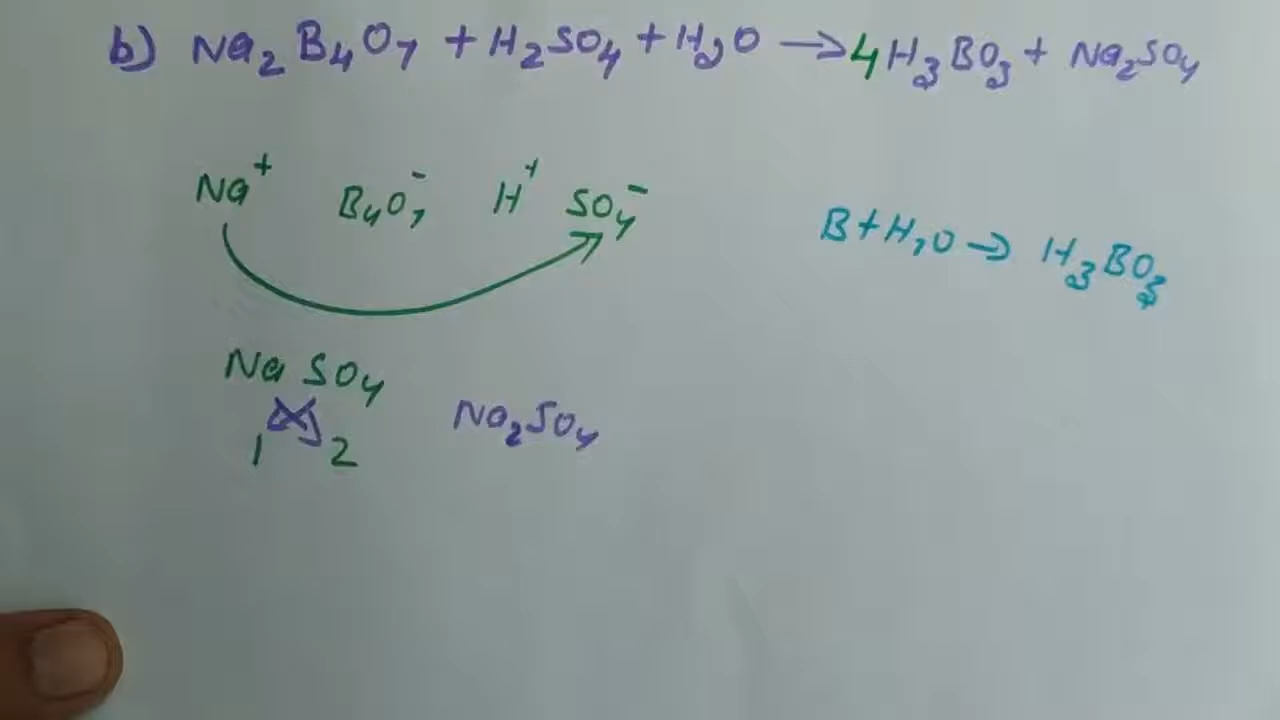 b) Na₂B₄O₇ + H₂SO₄ + H₂O → 4H₃BO₃ + Na₂SO₄
Na⁺ B₄O₇⁻ H⁺ SO₄⁻
B + H₂O → H₃BO₃
Na SO₄
1 2
Na₂SO₄